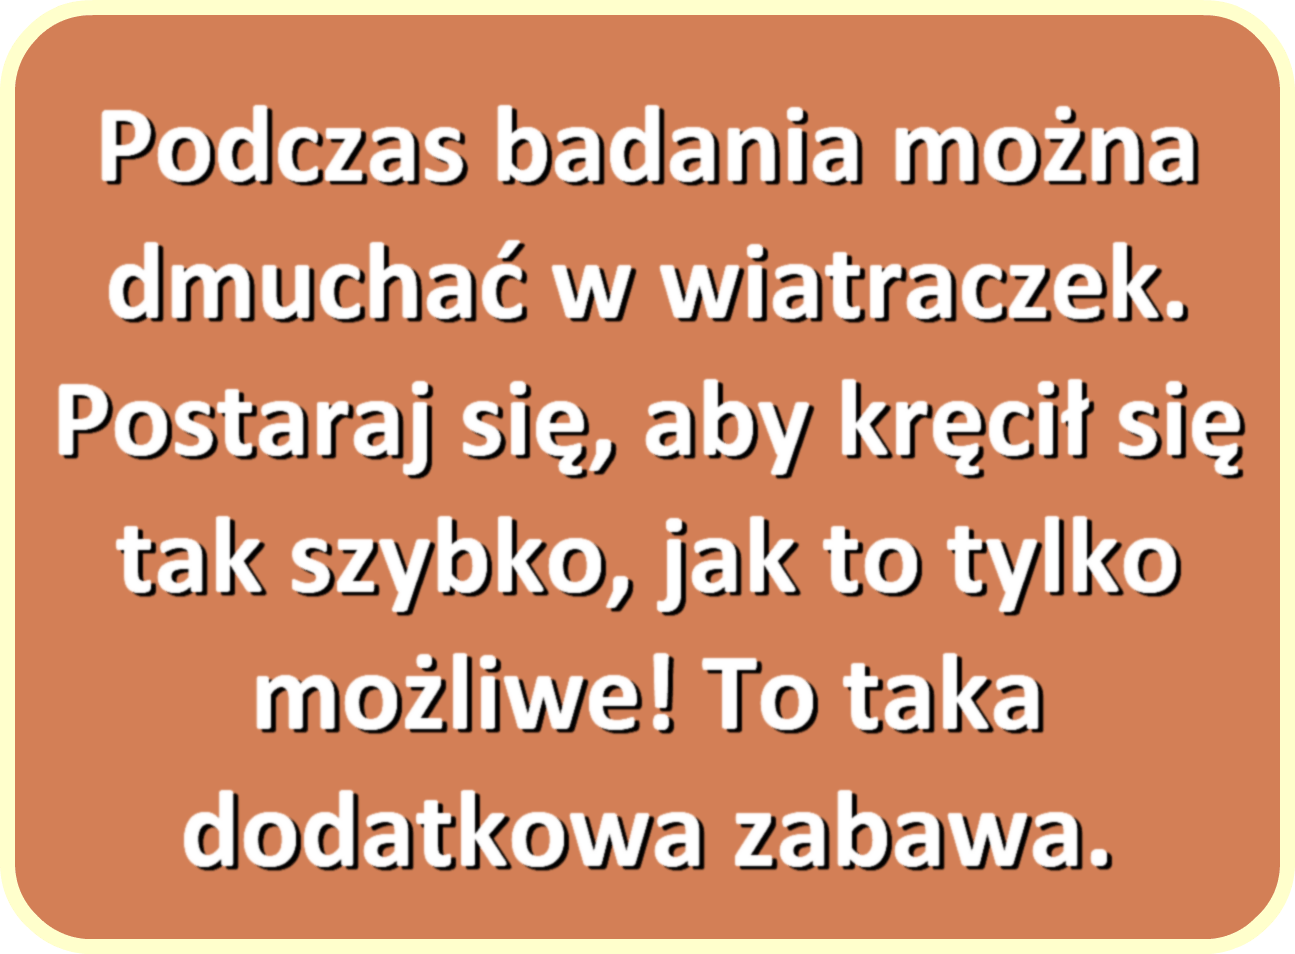 Podczas badania można
dmuchać w wiatraczek.
Postaraj się, aby kręcił się
tak szybko, jak to tylko
możliwe! To taka
dodatkowa zabawa.